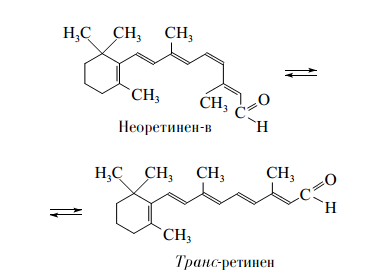 H₃C CH₃ CH₃
CH₃
CH₃ C O
H
Неоретинен-в
H₃C CH₃ CH₃ CH₃ O
C
H
CH₃
Транс-ретинен